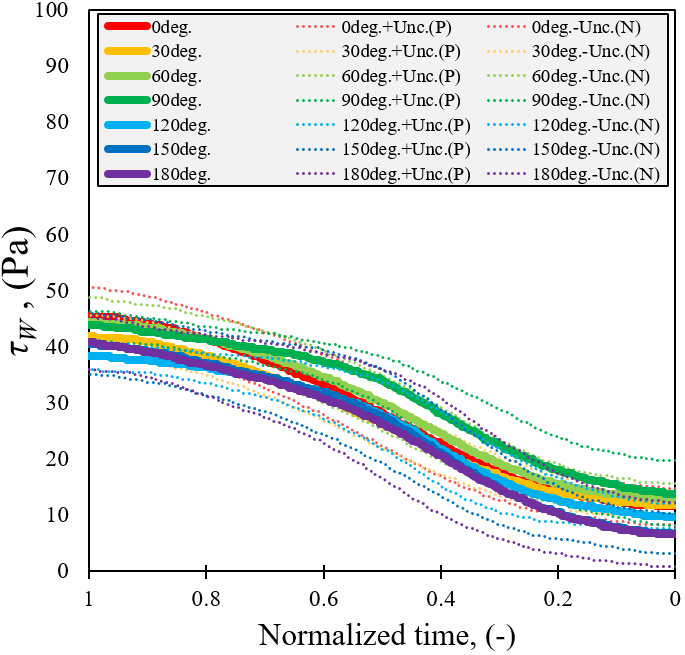 100
90
80
70
60
50
40
30
20
10
0
τW , (Pa)
0deg. 0deg.+Unc.(P) 0deg.-Unc.(N)
30deg. 30deg.+Unc.(P) 30deg.-Unc.(N)
60deg. 60deg.+Unc.(P) 60deg.-Unc.(N)
90deg. 90deg.+Unc.(P) 90deg.-Unc.(N)
120deg. 120deg.+Unc.(P) 120deg.-Unc.(N)
150deg. 150deg.+Unc.(P) 150deg.-Unc.(N)
180deg. 180deg.+Unc.(P) 180deg.-Unc.(N)
1 0.8 0.6 0.4 0.2 0
Normalized time, (-)